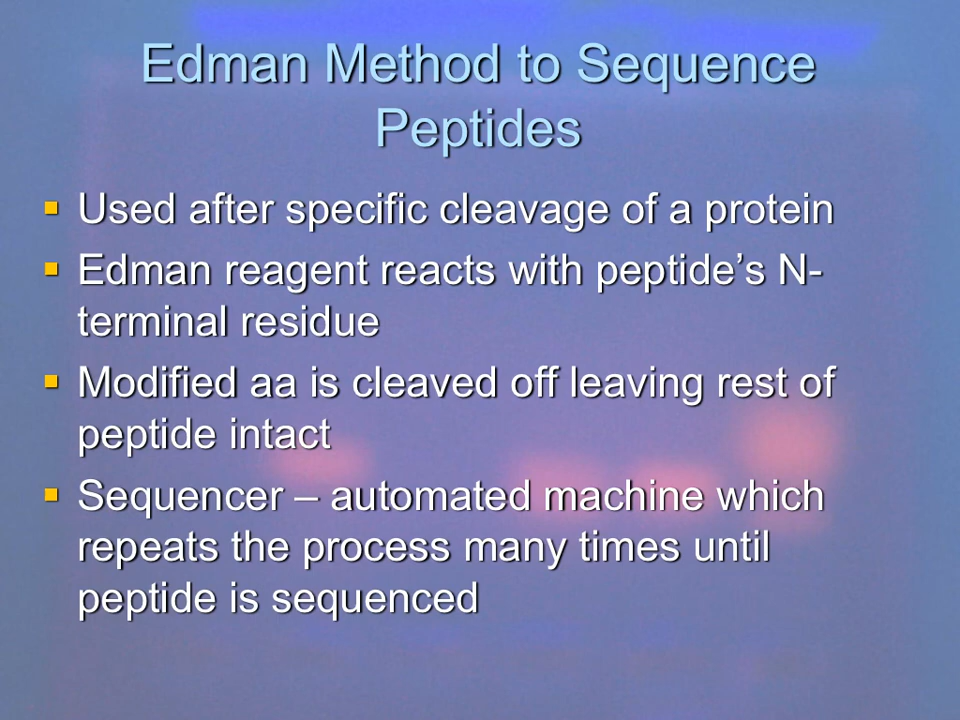 Edman Method to Sequence
Peptides
▪ Used after specific cleavage of a protein
▪ Edman reagent reacts with peptide’s N-
terminal residue
▪ Modified aa is cleaved off leaving rest of
peptide intact
▪ Sequencer – automated machine which
repeats the process many times until
peptide is sequenced